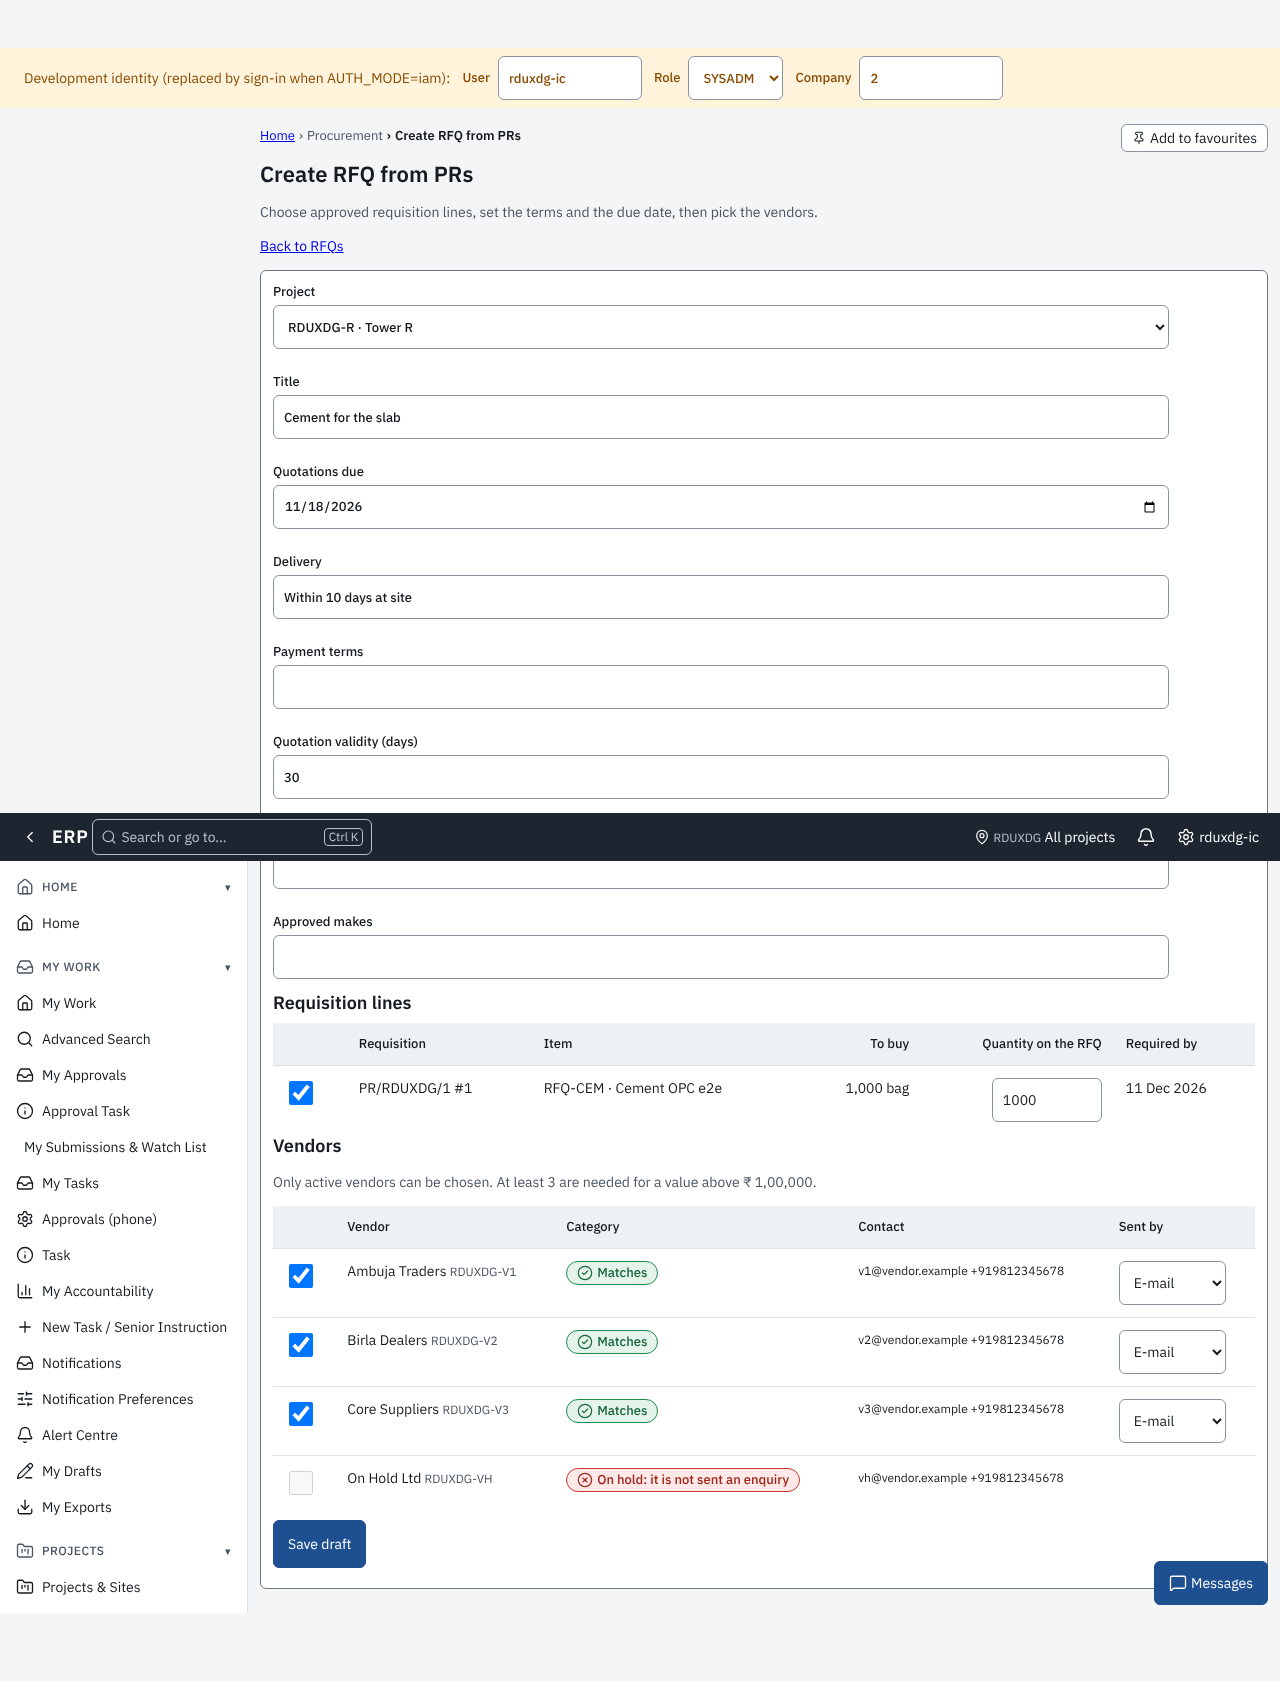 Development identity (replaced by sign-in when AUTH_MODE=iam): User rduxdg-ic Role SYSADM Company 2
Home › Procurement › Create RFQ from PRs
Add to favourites
Create RFQ from PRs
Choose approved requisition lines, set the terms and the due date, then pick the vendors.
Back to RFQs
Project
RDUXDG-R · Tower R
Title
Cement for the slab
Quotations due
11/18/2026
Delivery
Within 10 days at site
Payment terms
Quotation validity (days)
30
ERP Search or go to... Ctrl K RDUXDG All projects rduxdg-ic
HOME
Home
MY WORK
My Work
Advanced Search
My Approvals
Approval Task
My Submissions & Watch List
My Tasks
Approvals (phone)
Task
My Accountability
New Task / Senior Instruction
Notifications
Notification Preferences
Alert Centre
My Drafts
My Exports
PROJECTS
Projects & Sites
Approved makes
Requisition lines
Requisition Item To buy Quantity on the RFQ Required by
PR/RDUXDG/1 #1 RFQ-CEM · Cement OPC e2e 1,000 bag 1000 11 Dec 2026
Vendors
Only active vendors can be chosen. At least 3 are needed for a value above ₹ 1,00,000.
Vendor Category Contact Sent by
Ambuja Traders RDUXDG-V1 Matches v1@vendor.example +919812345678 E-mail
Birla Dealers RDUXDG-V2 Matches v2@vendor.example +919812345678 E-mail
Core Suppliers RDUXDG-V3 Matches v3@vendor.example +919812345678 E-mail
On Hold Ltd RDUXDG-VH On hold: it is not sent an enquiry vh@vendor.example +919812345678
Save draft
Messages